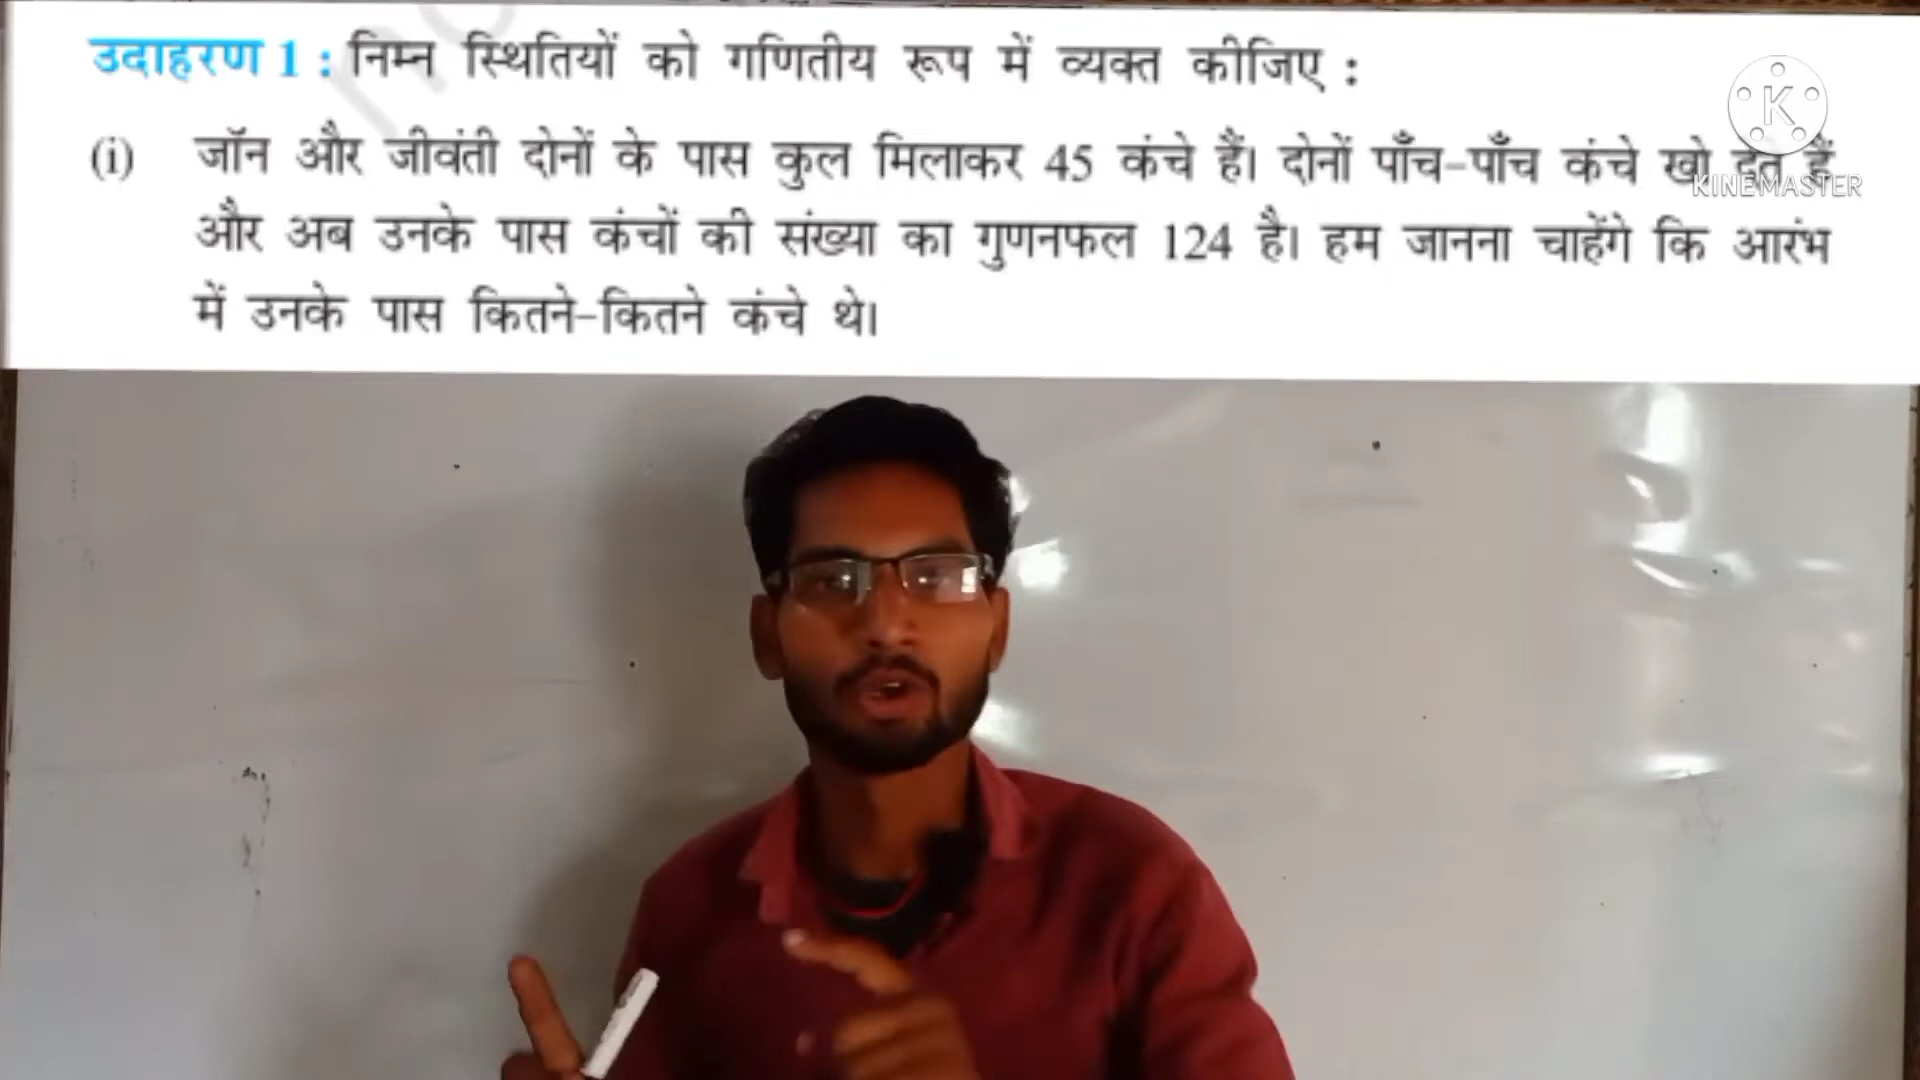 उदाहरण 1 : निम्न स्थितियों को गणितीय रूप में व्यक्त कीजिए :
(i) जॉन और जीवंती दोनों के पास कुल मिलाकर 45 कंचे हैं। दोनों पाँच-पाँच कंचे खो देते हैं
और अब उनके पास कंचों की संख्या का गुणनफल 124 है। हम जानना चाहेंगे कि आरंभ
में उनके पास कितने-कितने कंचे थे।
K
KINEMASTER